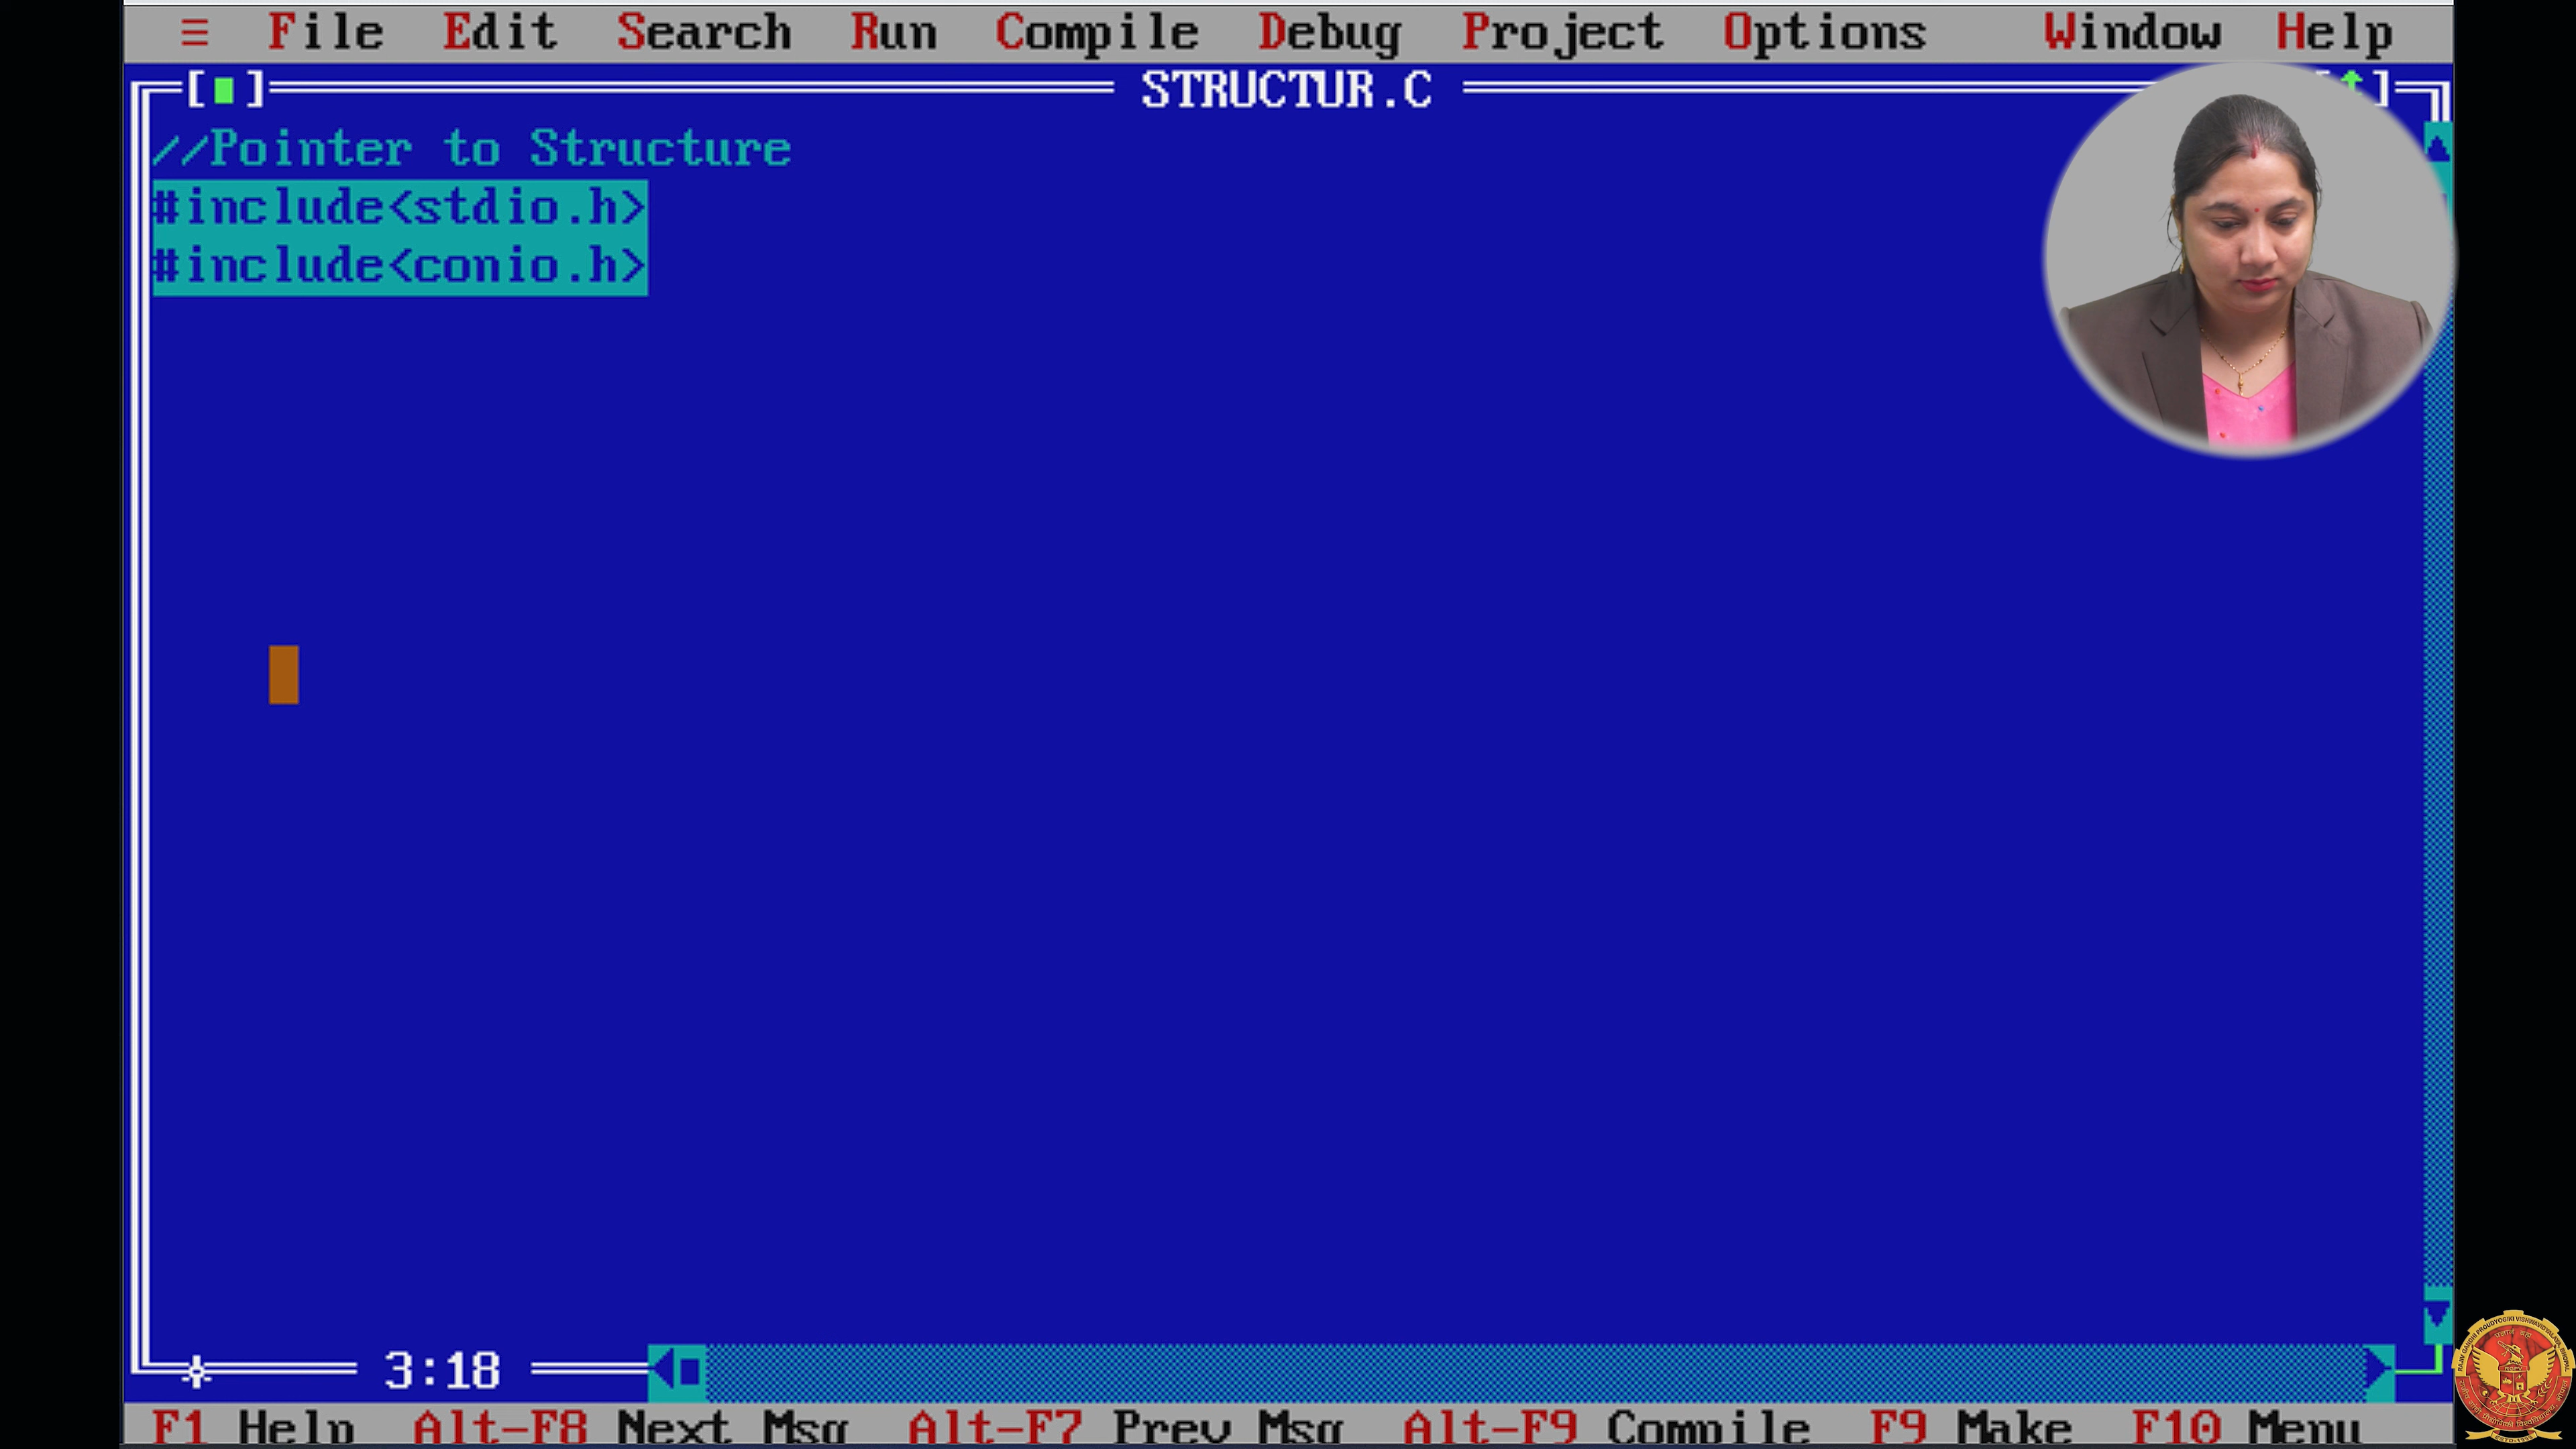 ≡ File Edit Search Run Compile Debug Project Options Window Help
STRUCTUR.C
//Pointer to Structure
#include<stdio.h>
#include<conio.h>
3:18
F1 Help Alt-F8 Next Msg Alt-F7 Prev Msg Alt-F9 Compile F9 Make F10 Menu